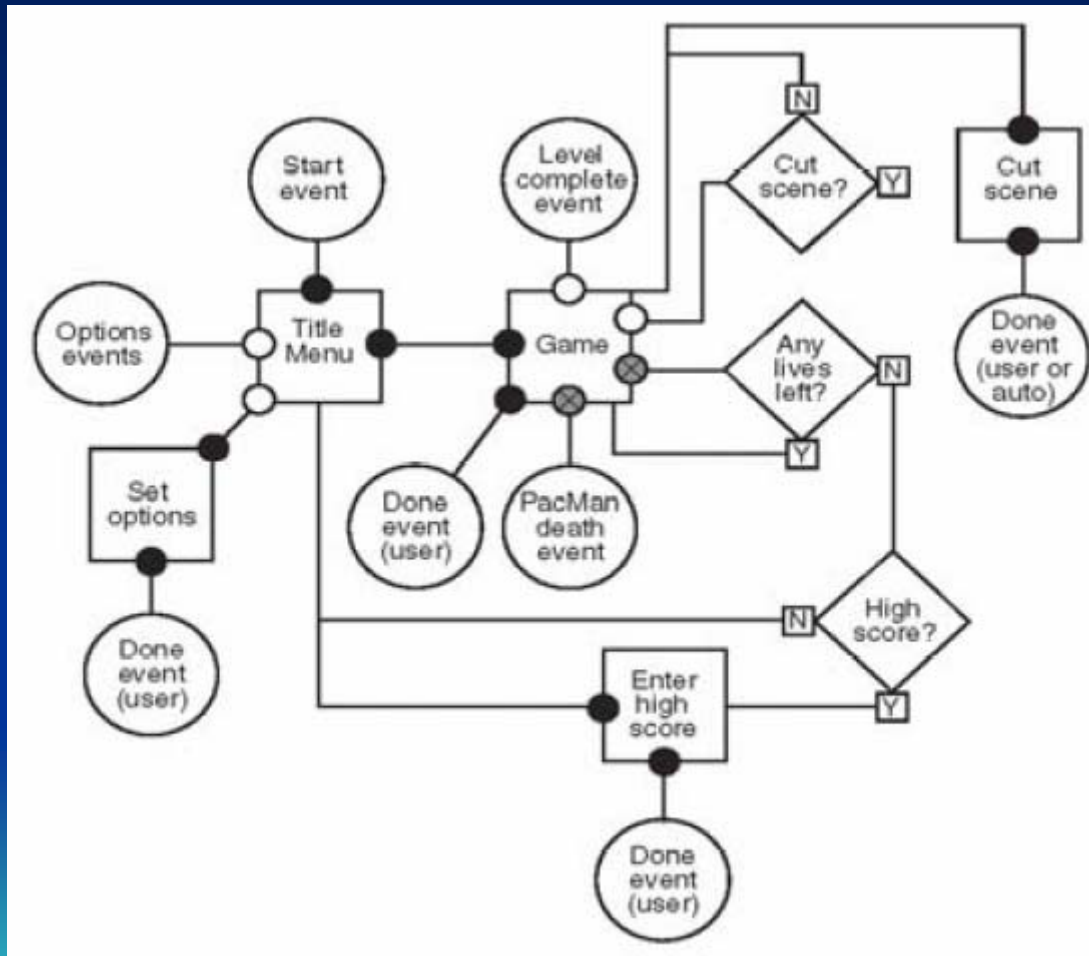 N
Start
event
Level
complete
event
Cut
scene?
Y
Cut
scene
Options
events
Title
Menu
Game
Any
lives
left?
N
Done
event
(user or
auto)
Y
Set
options
Done
event
(user)
PacMan
death
event
N
High
score?
Done
event
(user)
Enter
high
score
Y
Done
event
(user)